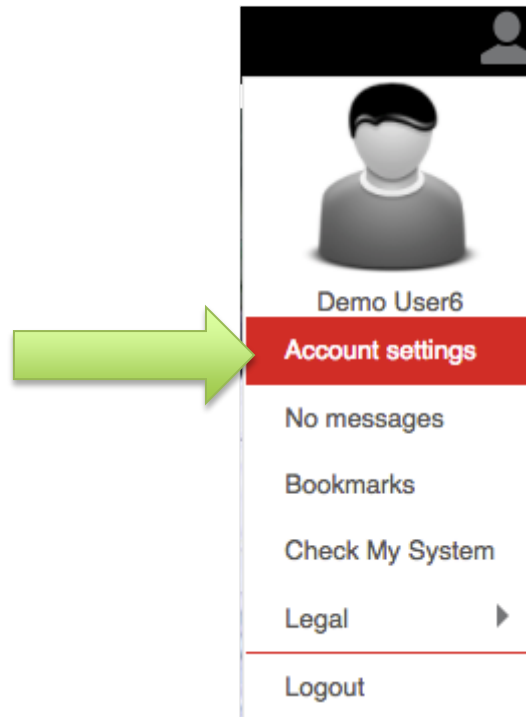 Demo User6
Account settings
No messages
Bookmarks
Check My System
Legal
Logout